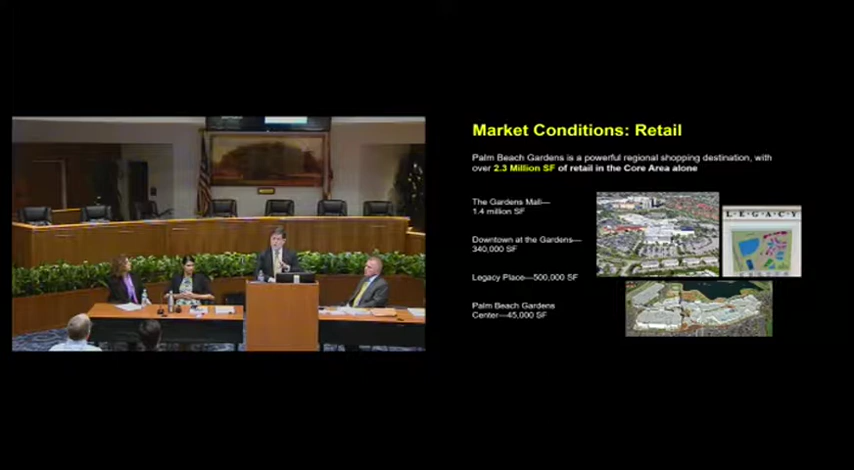 Market Conditions: Retail
Palm Beach Gardens is a powerful regional shopping destination, with
over 2.3 Million SF of retail in the Core Area alone
The Gardens Mall—
1.4 million SF
LEGACY
Downtown at the Gardens—
340,000 SF
Legacy Place—500,000 SF
Palm Beach Gardens
Center—45,000 SF